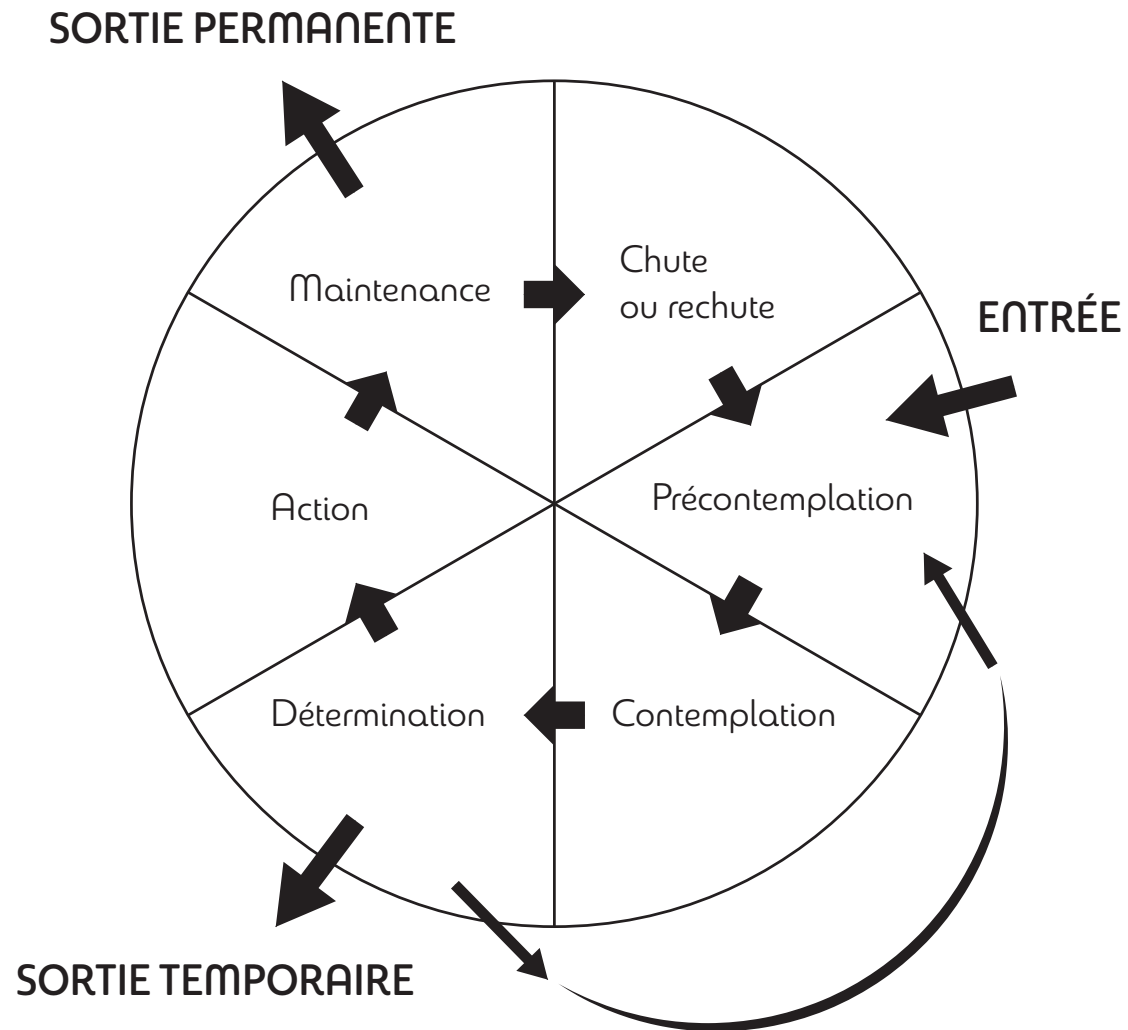 SORTIE PERMANENTE
Maintenance
Chute
ou rechute
ENTRÉE
Action
Précontemplation
Détermination
Contemplation
SORTIE TEMPORAIRE